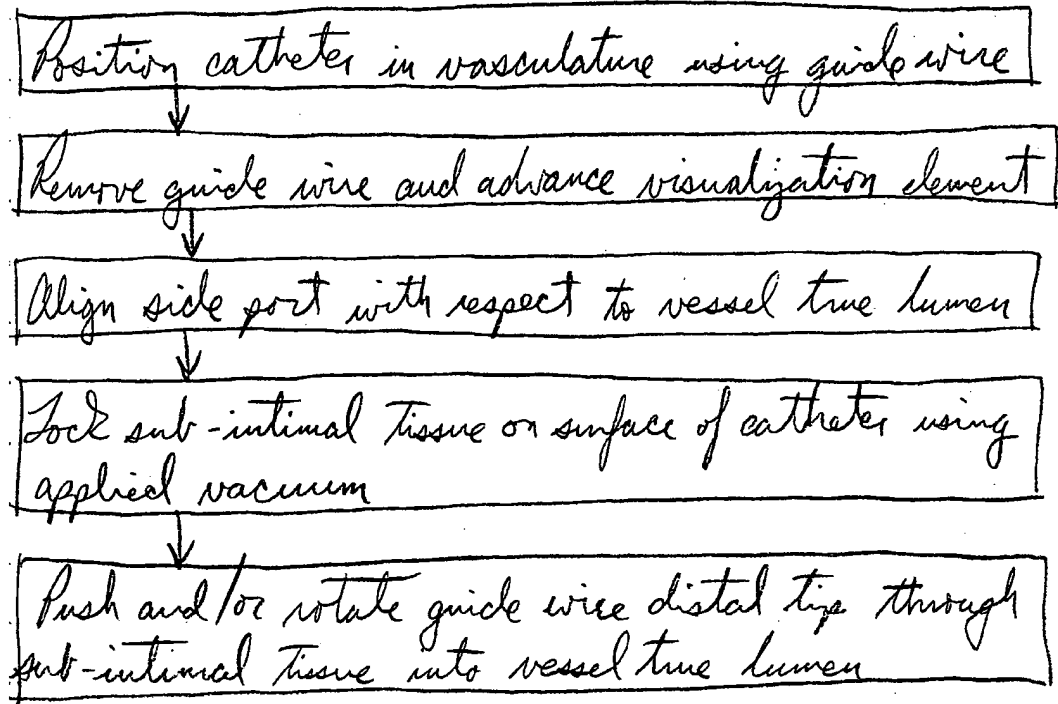 Position catheter in vasculature using guide wire
Remove guide wire and advance visualization element
Align side port with respect to vessel true lumen
Lock sub-intimal tissue on surface of catheter using
applied vacuum
Push and/or rotate guide wire distal tip through
sub-intimal tissue into vessel true lumen